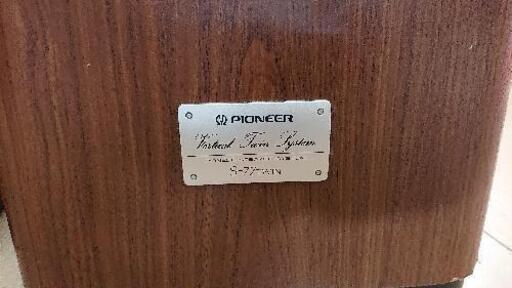 PIONEER
Vertical Twin System
S-77TWIN